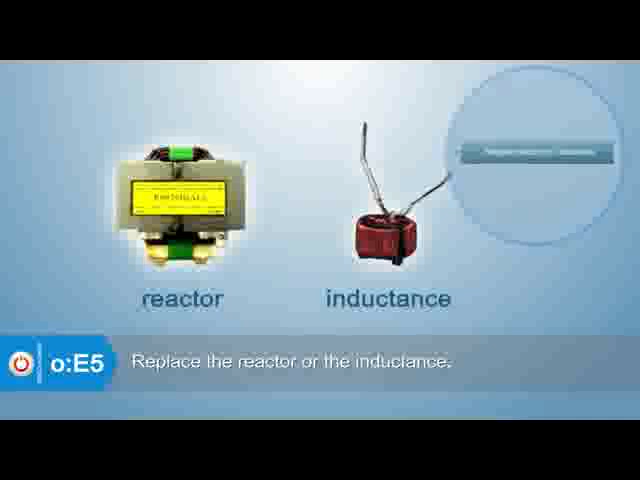 reactor
inductance
o:E5
Replace the reactor or the inductance.